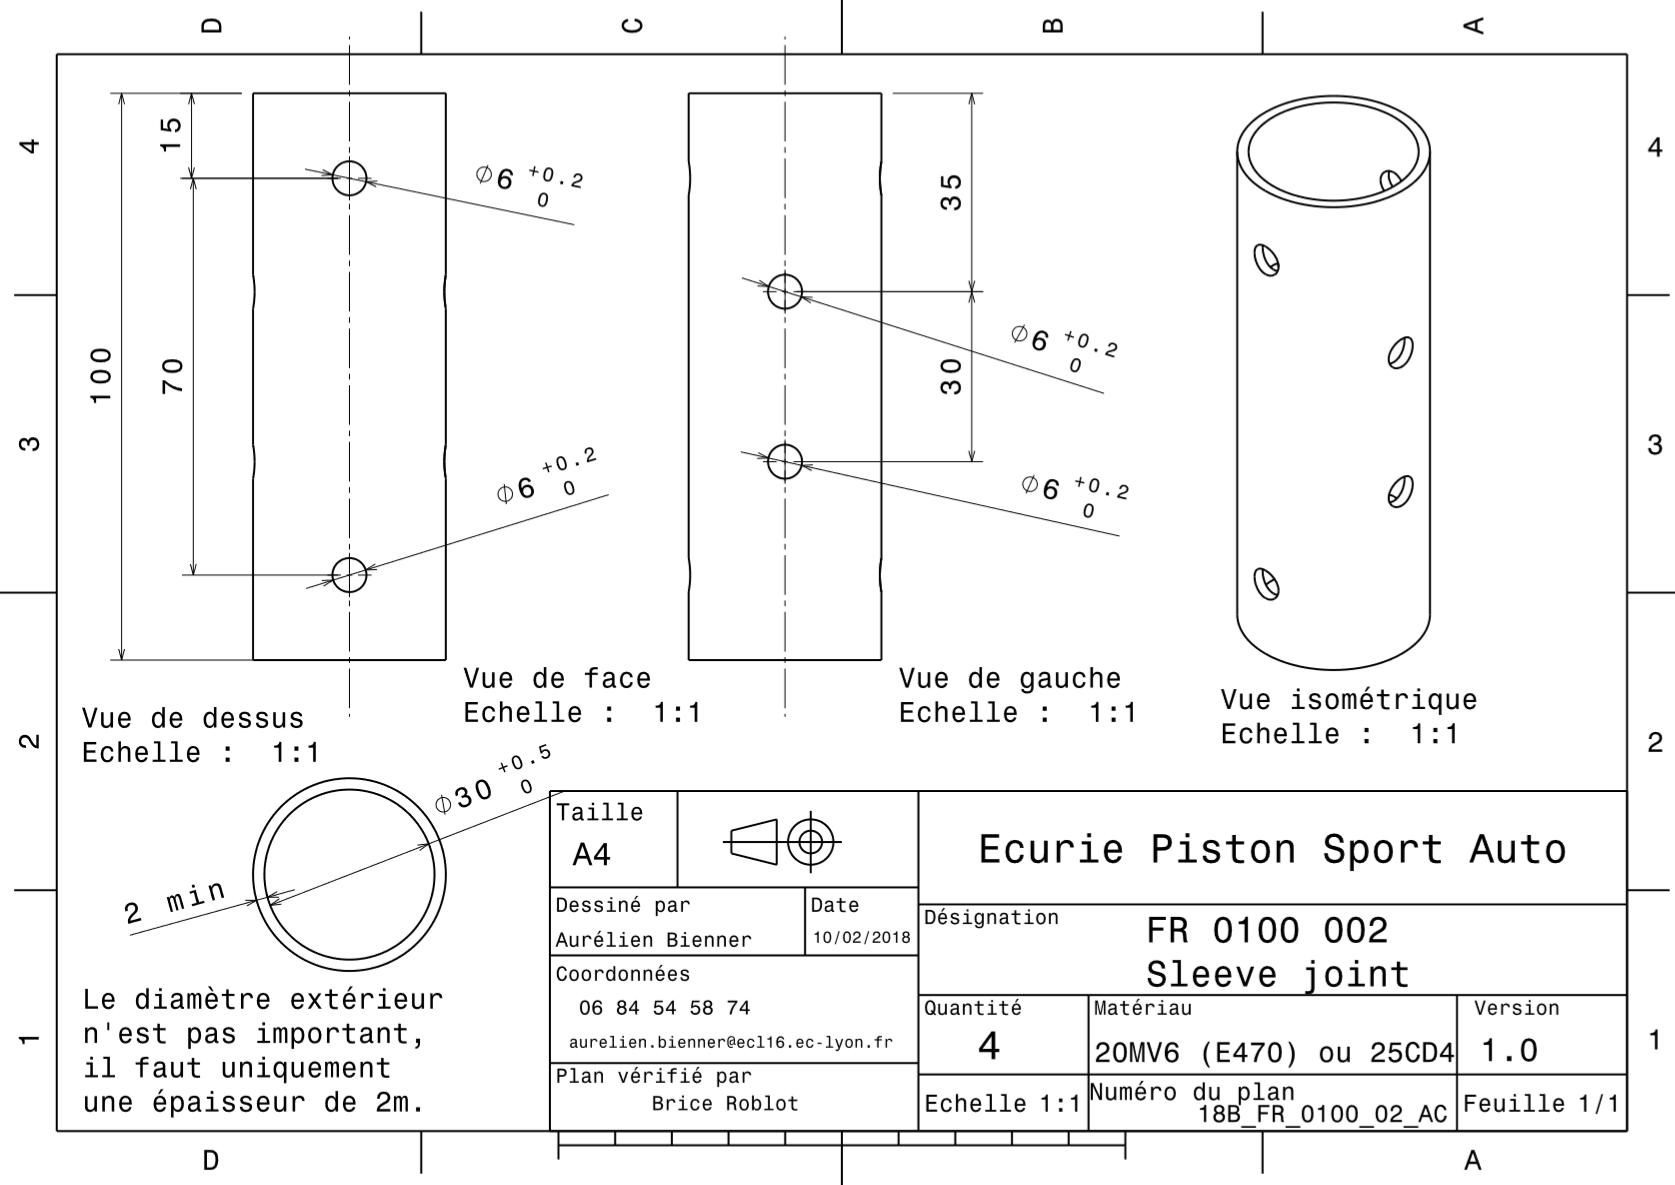 D C B A
4
4
3
3
2
2
1
1
D
A
15
70
100
⌀6 +0.2
0
⌀6 +0.2
0
35
30
⌀6 +0.2
0
⌀6 +0.2
0
Vue de face
Echelle : 1:1
Vue de gauche
Echelle : 1:1
Vue isométrique
Echelle : 1:1
Vue de dessus
Echelle : 1:1
⌀30 +0.5
0
2 min
Le diamètre extérieur
n'est pas important,
il faut uniquement
une épaisseur de 2m.
Taille
A4
Ecurie Piston Sport Auto
Dessiné par
Aurélien Bienner
Date
10/02/2018
Désignation
FR 0100 002
Sleeve joint
Coordonnées
06 84 54 58 74
aurelien.bienner@ecl16.ec-lyon.fr
Quantité
4
Matériau
20MV6 (E470) ou 25CD4
Version
1.0
Plan vérifié par
Brice Roblot
Echelle 1:1
Numéro du plan
18B_FR_0100_02_AC
Feuille 1/1